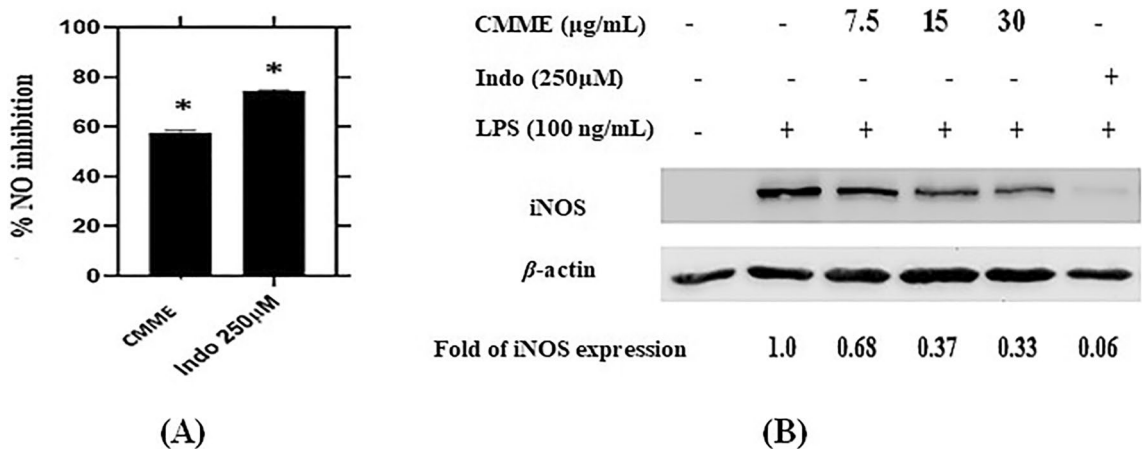 100
80
60
40
20
0
% NO inhibition
*
*
CMME
Indo 250μM
(A)
CMME (μg/mL) - - 7.5 15 30 -
Indo (250μM) - - - - - +
LPS (100 ng/mL) - + + + + +
iNOS
β-actin
Fold of iNOS expression 1.0 0.68 0.37 0.33 0.06
(B)